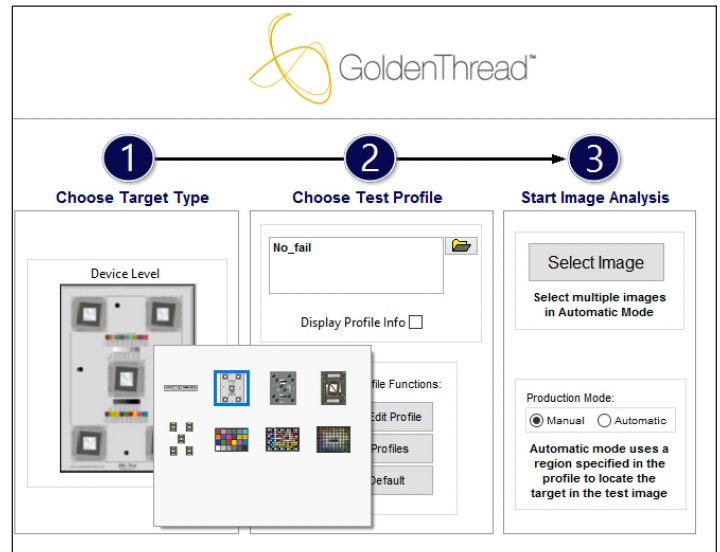 GoldenThread™
1
2
3
Choose Target Type
Choose Test Profile
Start Image Analysis
Device Level
No_fail
Display Profile Info
file Functions:
Edit Profile
Profiles
Default
Select Image
Select multiple images
in Automatic Mode
Production Mode:
Manual
Automatic
Automatic mode uses a
region specified in the
profile to locate the
target in the test image